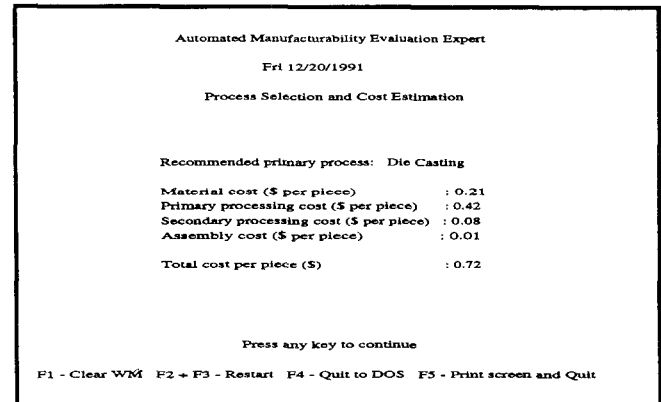 Automated Manufacturability Evaluation Expert
Fri 12/20/1991
Process Selection and Cost Estimation
Recommended primary process: Die Casting
Material cost ($ per piece) : 0.21
Primary processing cost ($ per piece) : 0.42
Secondary processing cost ($ per piece) : 0.08
Assembly cost ($ per piece) : 0.01
Total cost per piece ($) : 0.72
Press any key to continue
F1 - Clear WM F2 + F3 - Restart F4 - Quit to DOS F5 - Print screen and Quit